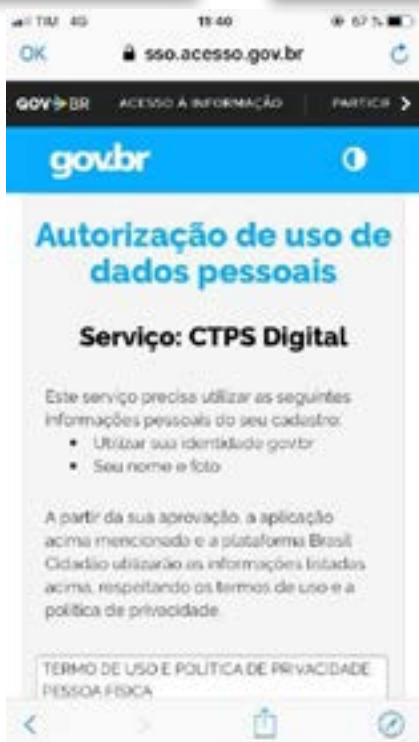 TIM 4G 11:40 67 %
OK sso.acesso.gov.br
GOV BR ACESSO À INFORMAÇÃO PARTICIP
gov.br
Autorização de uso de
dados pessoais
Serviço: CTPS Digital
Este serviço precisa utilizar as seguintes
informações pessoais do seu cadastro:
• Utilizar sua identidade gov.br
• Seu nome e foto
A partir da sua aprovação, a aplicação
acima mencionada e a plataforma Brasil
Cidadão utilizarão as informações listadas
acima, respeitando os termos de uso e a
política de privacidade
TERMO DE USO E POLÍTICA DE PRIVACIDADE
PESSOA FÍSICA